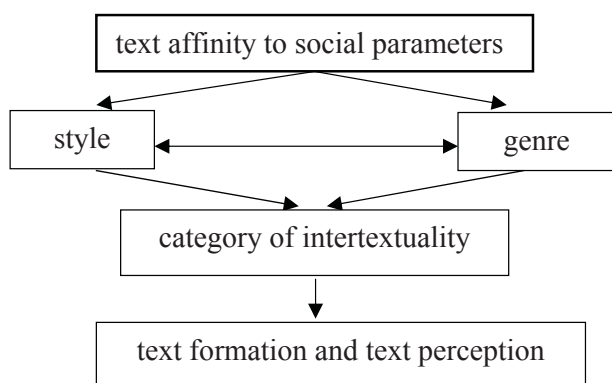 text affinity to social parameters
style
genre
category of intertextuality
text formation and text perception